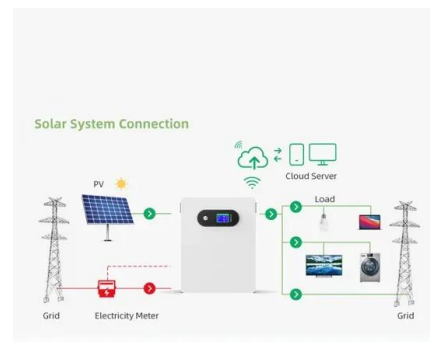 Solar System Connection
Cloud Server
PV
Load
Grid
Electricity Meter
Grid